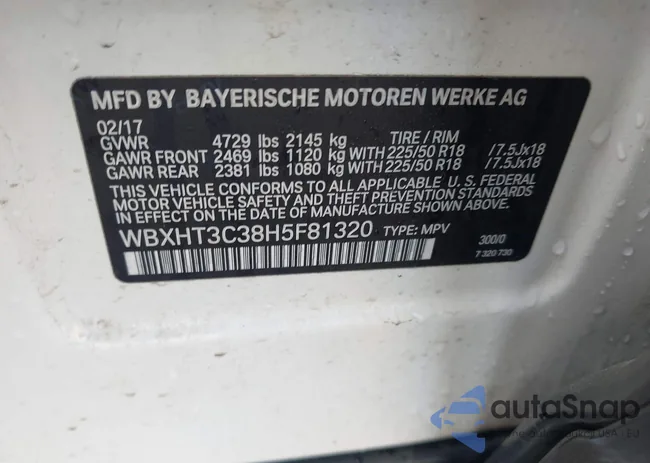 MFD BY BAYERISCHE MOTOREN WERKE AG
02/17
GVWR 4729 lbs 2145 kg TIRE / RIM
GAWR FRONT 2469 lbs 1120 kg WITH 225/50 R18 /7.5Jx18
GAWR REAR 2381 lbs 1080 kg WITH 225/50 R18 /7.5Jx18
THIS VEHICLE CONFORMS TO ALL APPLICABLE U. S. FEDERAL
MOTOR VEHICLE SAFETY, BUMPER, AND THEFT PREVENTION
STANDARDS IN EFFECT ON THE DATE OF MANUFACTURE SHOWN ABOVE.
WBXHT3C38H5F81320 TYPE: MPV 300/0
7 320 730
autoSnap
USA - EU